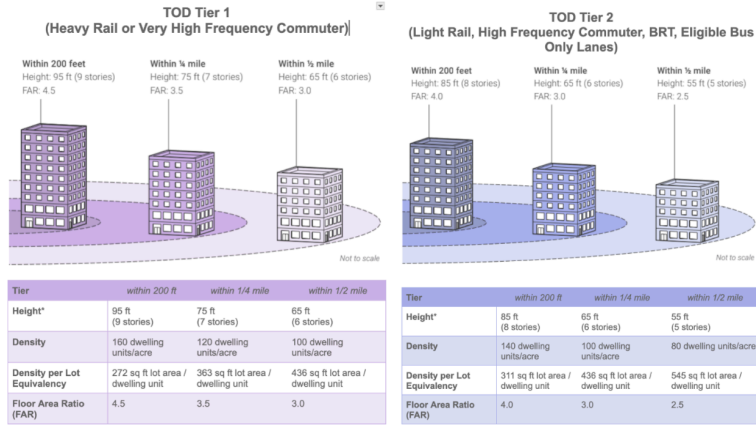 TOD Tier 1
(Heavy Rail or Very High Frequency Commuter)
Within 200 feet
Height: 95 ft (9 stories)
FAR: 4.5
Within ¼ mile
Height: 75 ft (7 stories)
FAR: 3.5
Within ½ mile
Height: 65 ft (6 stories)
FAR: 3.0
Not to scale
Tier within 200 ft within 1/4 mile within 1/2 mile
Height* 95 ft 75 ft 65 ft
(9 stories) (7 stories) (6 stories)
Density 160 dwelling 120 dwelling 100 dwelling
units/acre units/acre units/acre
Density per Lot 272 sq ft lot area / 363 sq ft lot area / 436 sq ft lot area /
Equivalency dwelling unit dwelling unit dwelling unit
Floor Area Ratio 4.5 3.5 3.0
(FAR)
TOD Tier 2
(Light Rail, High Frequency Commuter, BRT, Eligible Bus
Only Lanes)
Within 200 feet
Height: 85 ft (8 stories)
FAR: 4.0
Within ¼ mile
Height: 65 ft (6 stories)
FAR: 3.0
Within ½ mile
Height: 55 ft (5 stories)
FAR: 2.5
Not to scale
Tier within 200 ft within 1/4 mile within 1/2 mile
Height* 85 ft 65 ft 55 ft
(8 stories) (6 stories) (5 stories)
Density 140 dwelling 100 dwelling 80 dwelling units/acre
units/acre units/acre
Density per Lot 311 sq ft lot area / 436 sq ft lot area / 545 sq ft lot area /
Equivalency dwelling unit dwelling unit dwelling unit
Floor Area Ratio 4.0 3.0 2.5
(FAR)